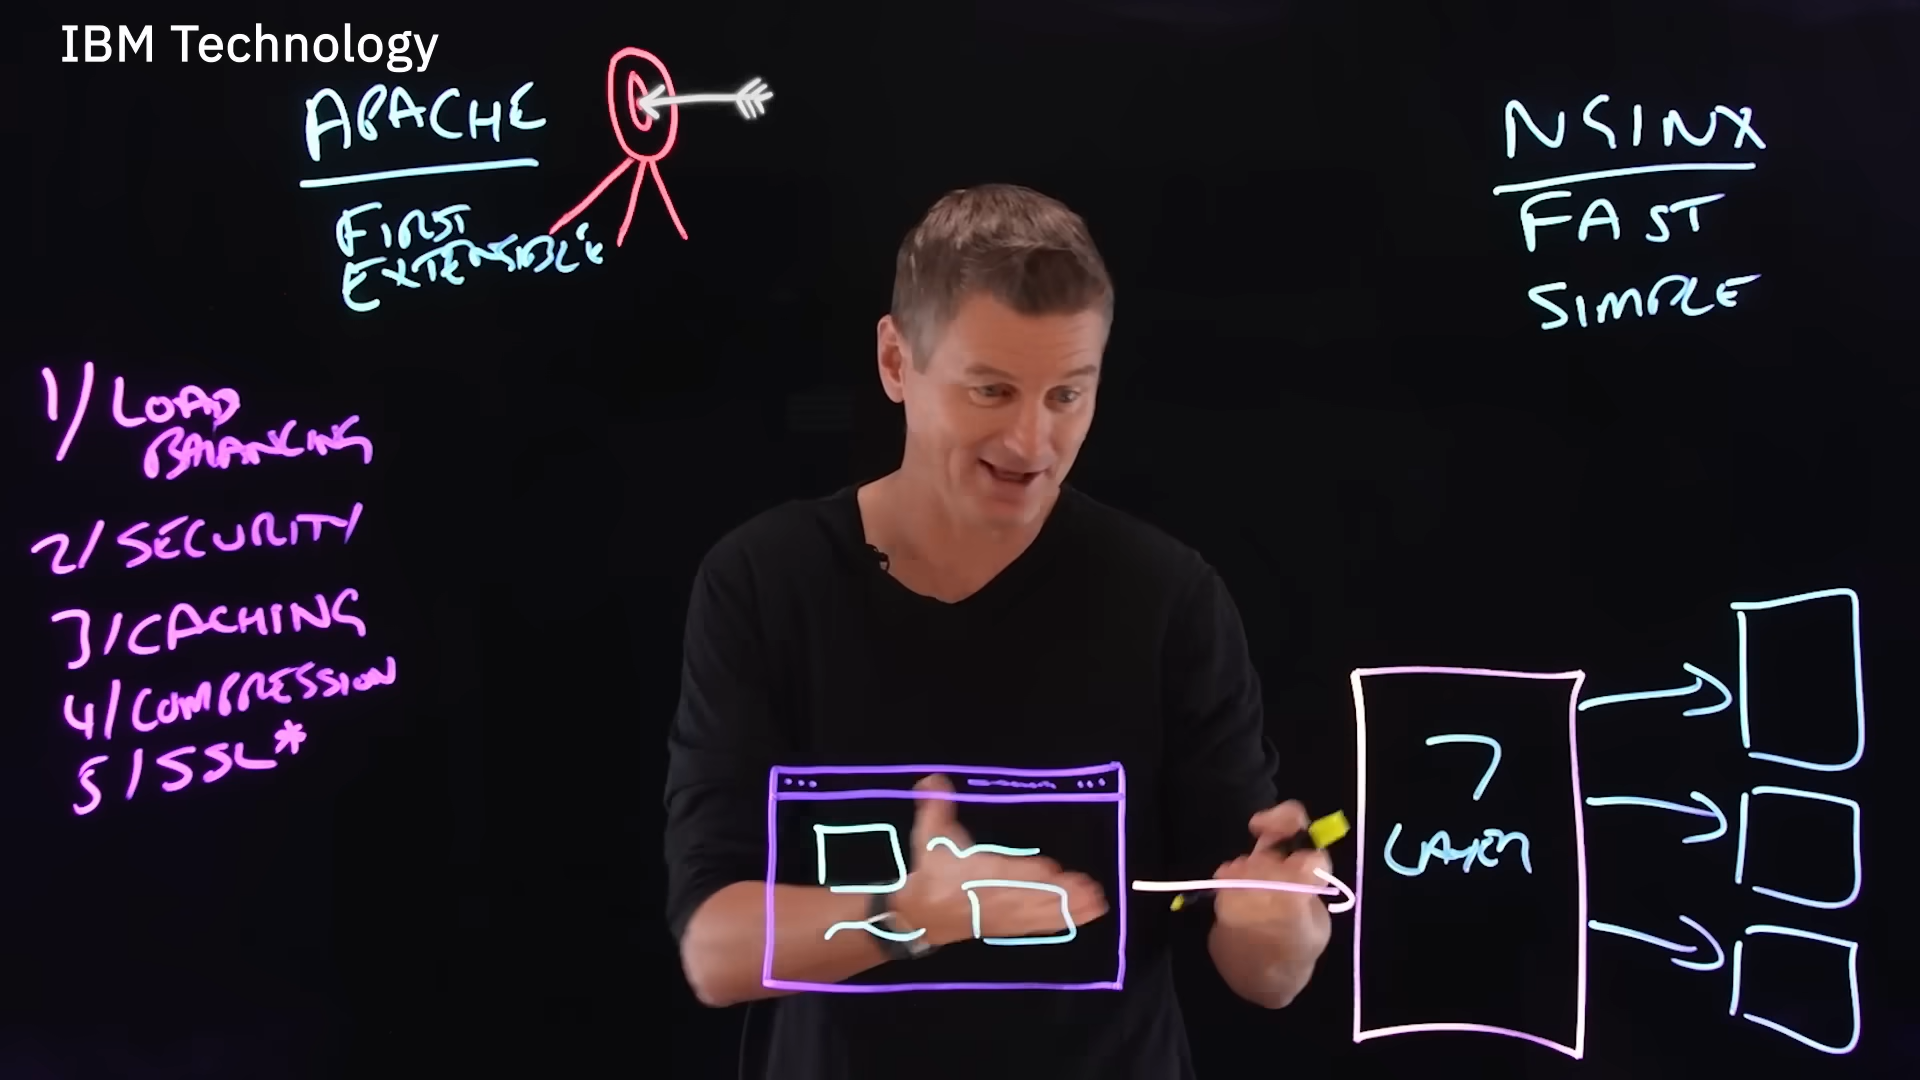 IBM Technology
APACHE
FIRST
EXTENSIBLE
NGINX
FAST
SIMPLE
1/ LOAD
BALANCING
2/ SECURITY
3/ CACHING
4/ COMPRESSION
5/ SSL*
7
LAYER